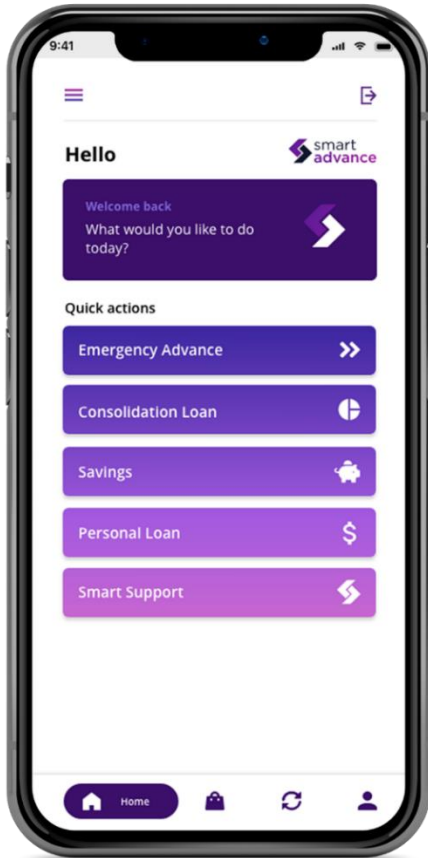 9:41
Hello
smart
advance
Welcome back
What would you like to do
today?
Quick actions
Emergency Advance
Consolidation Loan
Savings
Personal Loan
$
Smart Support
Home